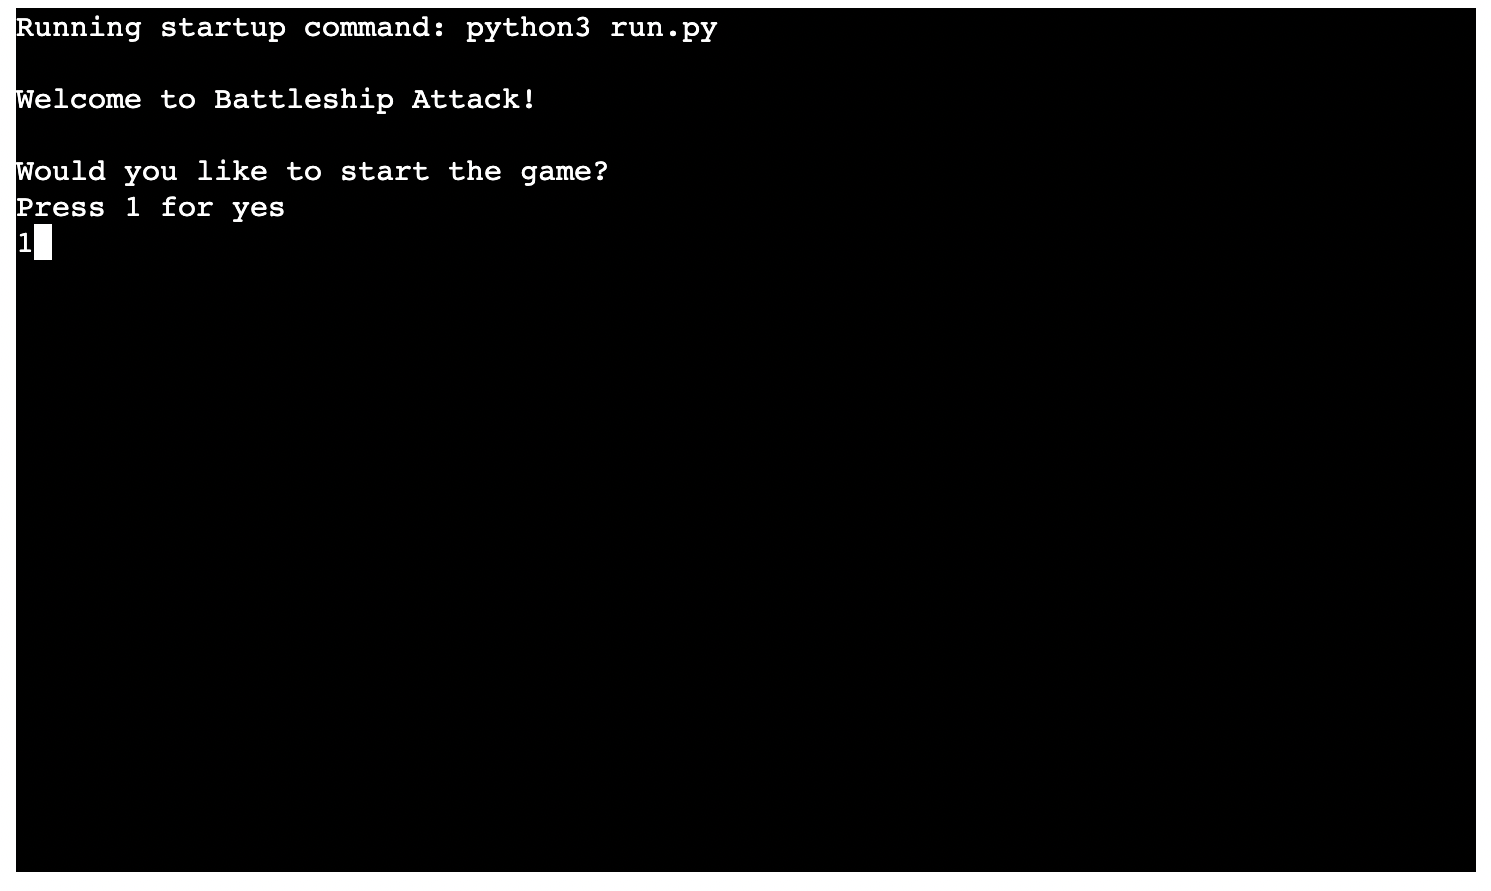 Running startup command: python3 run.py
Welcome to Battleship Attack!
Would you like to start the game?
Press 1 for yes
1